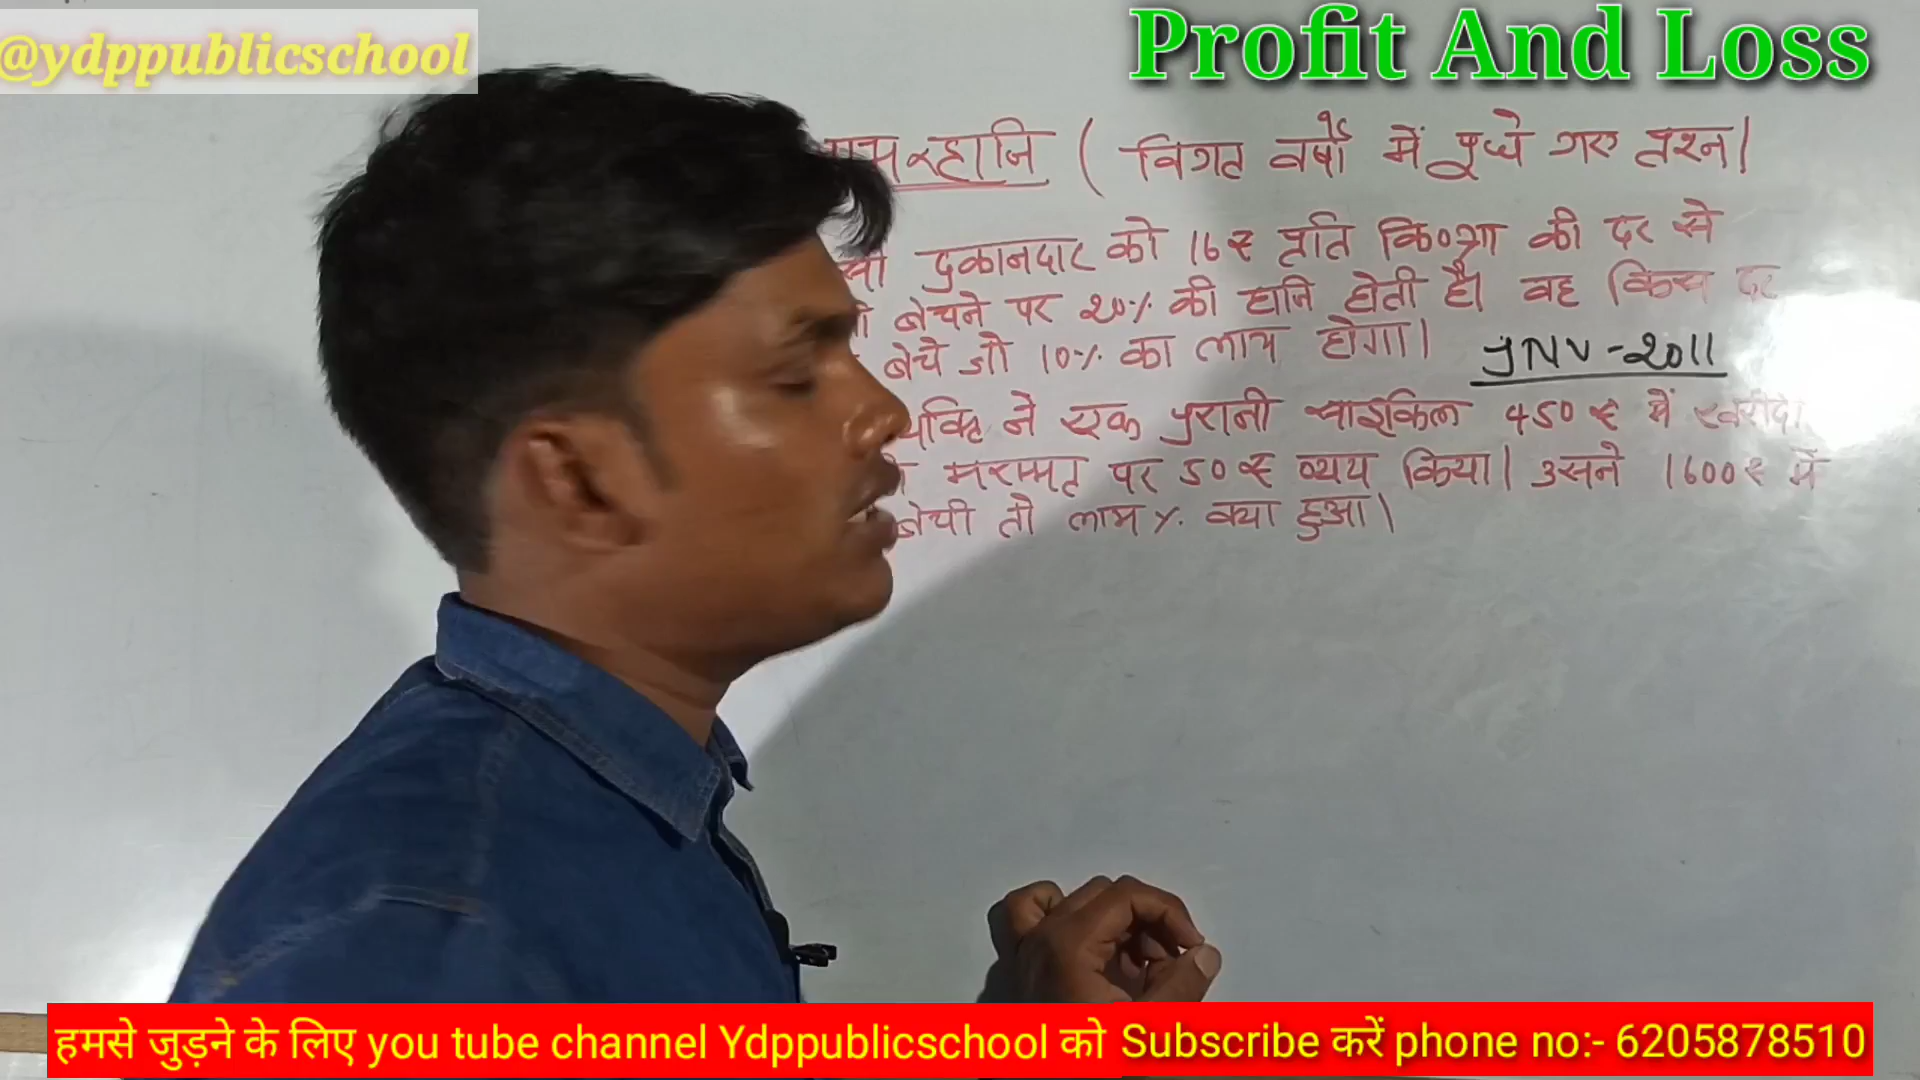 @ydppublicschool
Profit And Loss
हानि ( विगत वर्षों में पुछे गए प्रश्न।
दुकानदार को 16 ₹ प्रति कि०ग्रा की दर से
बेचने पर 20% की हानि होती है। वह किस दर
बेचे जो 10% का लाभ होगा। JNV-2011
ने एक पुरानी साइकिल 450 ₹ में खरीदा
मरम्मत पर 50 ₹ व्यय किया। उसने 1600 ₹ में
बेची तो लाभ %. क्या हुआ।
हमसे जुड़ने के लिए you tube channel Ydppublicschool को Subscribe करें phone no:- 6205878510